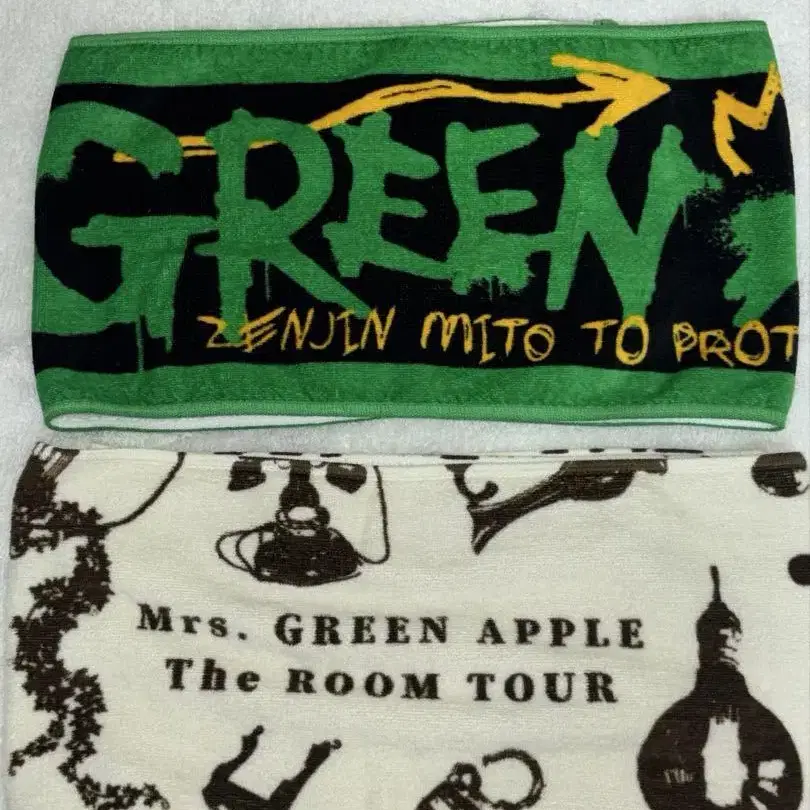 GREEN
ZENJIN MITO TO PROT
Mrs. GREEN APPLE
The ROOM TOUR